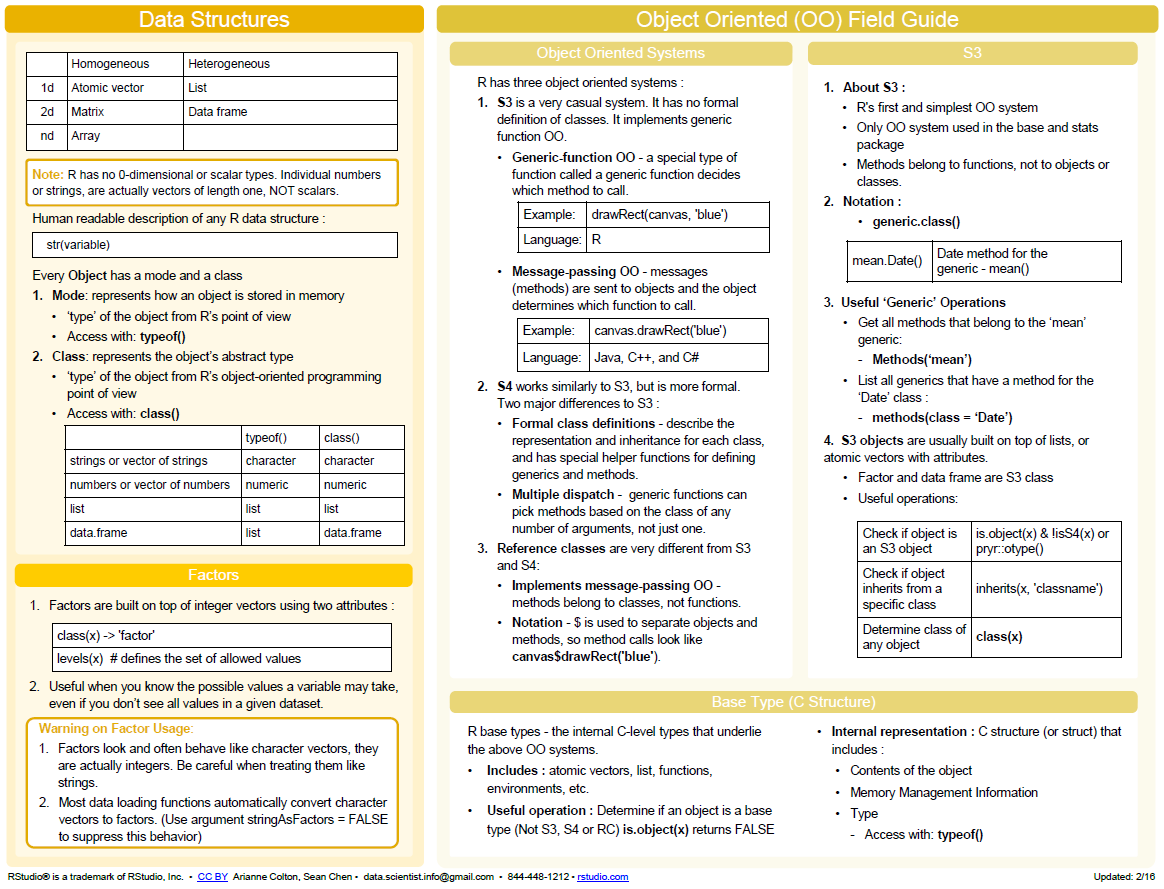 Data Structures
Homogeneous Heterogeneous
1d Atomic vector List
2d Matrix Data frame
nd Array
Note: R has no 0-dimensional or scalar types. Individual numbers
or strings, are actually vectors of length one, NOT scalars.
Human readable description of any R data structure :
str(variable)
Every Object has a mode and a class
1. Mode: represents how an object is stored in memory
• ‘type’ of the object from R’s point of view
• Access with: typeof()
2. Class: represents the object’s abstract type
• ‘type’ of the object from R’s object-oriented programming
point of view
• Access with: class()
typeof() class()
strings or vector of strings character character
numbers or vector of numbers numeric numeric
list list list
data.frame list data.frame
Factors
1. Factors are built on top of integer vectors using two attributes :
class(x) -> 'factor'
levels(x) # defines the set of allowed values
2. Useful when you know the possible values a variable may take,
even if you don’t see all values in a given dataset.
Warning on Factor Usage:
1. Factors look and often behave like character vectors, they
are actually integers. Be careful when treating them like
strings.
2. Most data loading functions automatically convert character
vectors to factors. (Use argument stringAsFactors = FALSE
to suppress this behavior)
Object Oriented (OO) Field Guide
Object Oriented Systems
R has three object oriented systems :
1. S3 is a very casual system. It has no formal
definition of classes. It implements generic
function OO.
• Generic-function OO - a special type of
function called a generic function decides
which method to call.
Example: drawRect(canvas, 'blue')
Language: R
• Message-passing OO - messages
(methods) are sent to objects and the object
determines which function to call.
Example: canvas.drawRect('blue')
Language: Java, C++, and C#
2. S4 works similarly to S3, but is more formal.
Two major differences to S3 :
• Formal class definitions - describe the
representation and inheritance for each class,
and has special helper functions for defining
generics and methods.
• Multiple dispatch - generic functions can
pick methods based on the class of any
number of arguments, not just one.
3. Reference classes are very different from S3
and S4:
• Implements message-passing OO -
methods belong to classes, not functions.
• Notation - $ is used to separate objects and
methods, so method calls look like
canvas$drawRect('blue').
S3
1. About S3 :
• R's first and simplest OO system
• Only OO system used in the base and stats
package
• Methods belong to functions, not to objects or
classes.
2. Notation :
• generic.class()
mean.Date() Date method for the
generic - mean()
3. Useful ‘Generic’ Operations
• Get all methods that belong to the ‘mean’
generic:
- Methods(‘mean’)
• List all generics that have a method for the
‘Date’ class :
- methods(class = ‘Date’)
4. S3 objects are usually built on top of lists, or
atomic vectors with attributes.
• Factor and data frame are S3 class
• Useful operations:
Check if object is is.object(x) & !isS4(x) or
an S3 object pryr::otype()
Check if object
inherits from a inherits(x, 'classname')
specific class
Determine class of class(x)
any object
Base Type (C Structure)
R base types - the internal C-level types that underlie
the above OO systems.
• Includes : atomic vectors, list, functions,
environments, etc.
• Useful operation : Determine if an object is a base
type (Not S3, S4 or RC) is.object(x) returns FALSE
• Internal representation : C structure (or struct) that
includes :
• Contents of the object
• Memory Management Information
• Type
- Access with: typeof()
RStudio® is a trademark of RStudio, Inc. • CC BY Arianne Colton, Sean Chen • data.scientist.info@gmail.com • 844-448-1212 • rstudio.com
Updated: 2/16